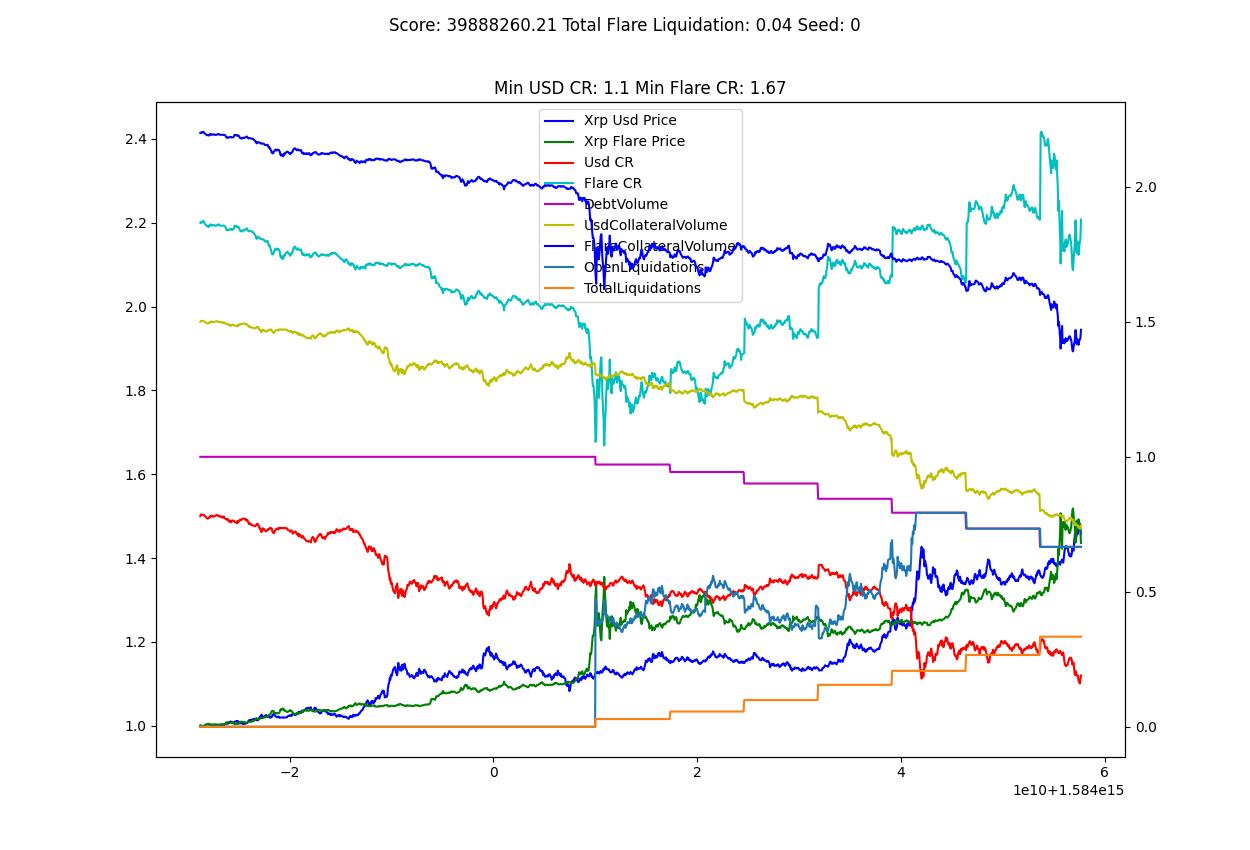 Score: 39888260.21 Total Flare Liquidation: 0.04 Seed: 0
Min USD CR: 1.1 Min Flare CR: 1.67
Xrp Usd Price
Xrp Flare Price
Usd CR
Flare CR
DebtVolume
UsdCollateralVolume
FlareCollateralVolume
OpenLiquidations
TotalLiquidations
2.4
2.2
2.0
1.8
1.6
1.4
1.2
1.0
2.0
1.5
1.0
0.5
0.0
−2
0
2
4
6
1e10+1.584e15